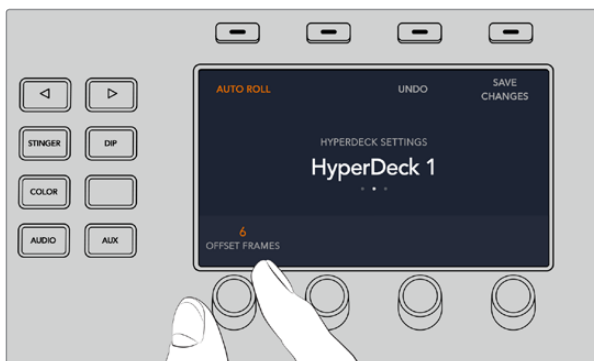 AUTO ROLL
UNDO
SAVE
CHANGES
STINGER
DIP
HYPERDECK SETTINGS
HyperDeck 1
COLOR
AUDIO
AUX
6
OFFSET FRAMES